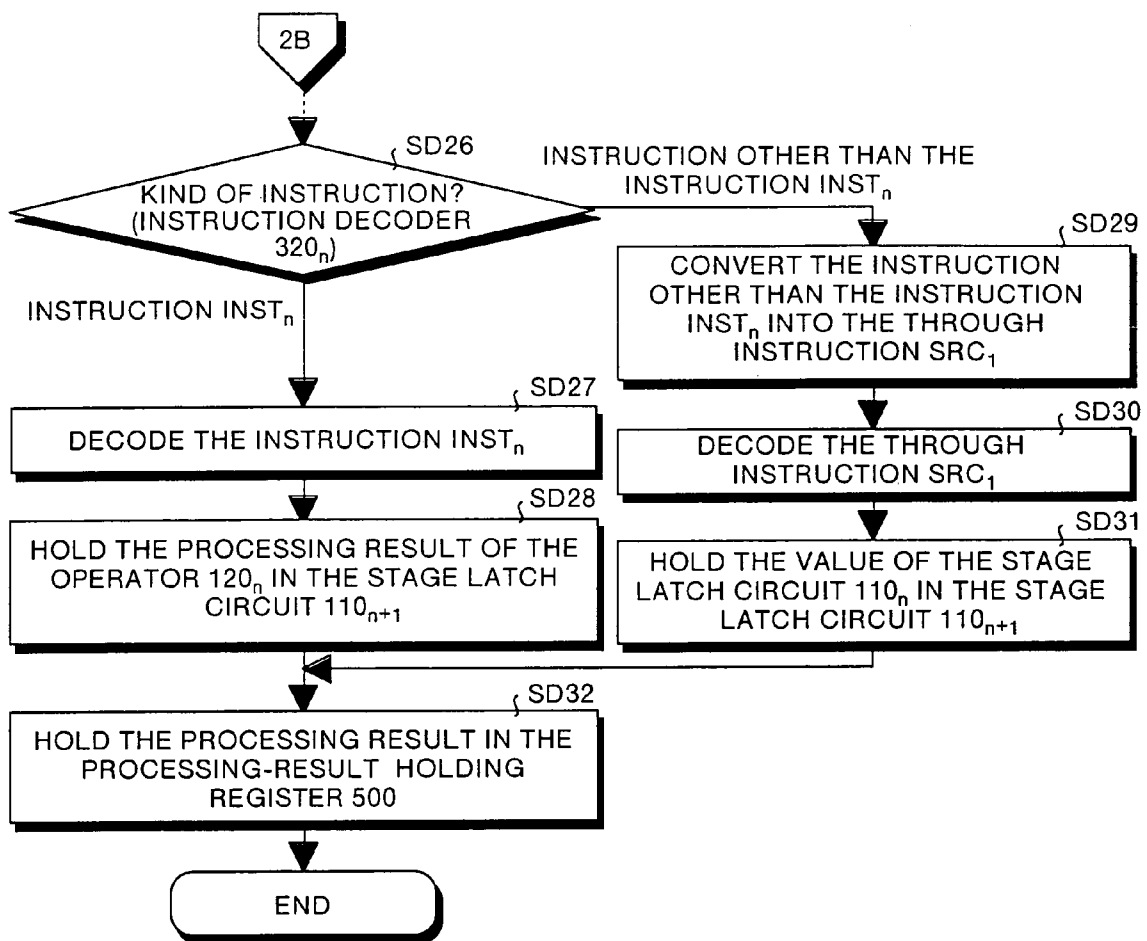 2B
SD26
KIND OF INSTRUCTION?
(INSTRUCTION DECODER
320n)
INSTRUCTION OTHER THAN THE
INSTRUCTION INSTn
INSTRUCTION INSTn
SD27
DECODE THE INSTRUCTION INSTn
SD28
HOLD THE PROCESSING RESULT OF THE
OPERATOR 120n IN THE STAGE LATCH
CIRCUIT 110n+1
SD29
CONVERT THE INSTRUCTION
OTHER THAN THE INSTRUCTION
INSTn INTO THE THROUGH
INSTRUCTION SRC1
SD30
DECODE THE THROUGH
INSTRUCTION SRC1
SD31
HOLD THE VALUE OF THE STAGE
LATCH CIRCUIT 110n IN THE STAGE
LATCH CIRCUIT 110n+1
SD32
HOLD THE PROCESSING RESULT IN THE
PROCESSING-RESULT HOLDING
REGISTER 500
END